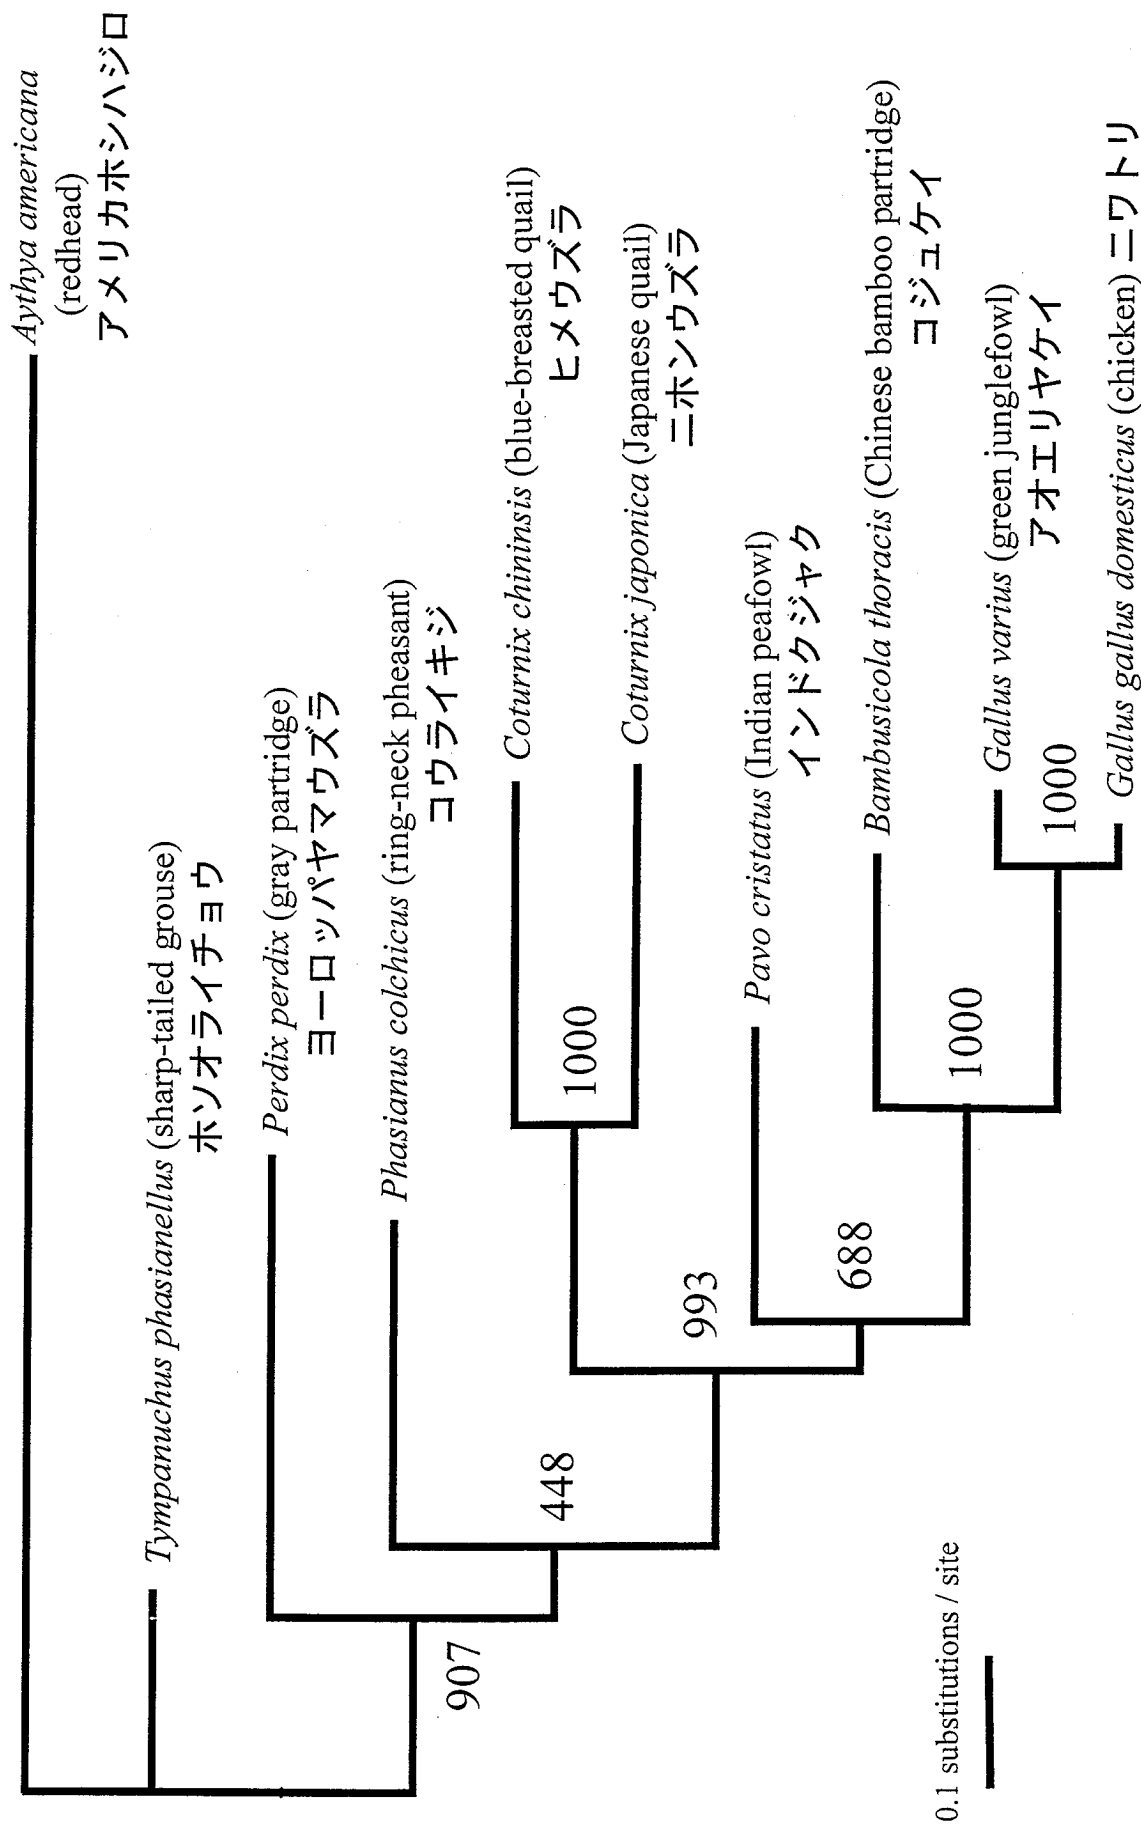 Aythya americana
(redhead)
アメリカホシハジロ
Tympanuchus phasianellus (sharp-tailed grouse)
ホソオライチョウ
907
Perdix perdix (gray partridge)
ヨーロッパヤマウズラ
Phasianus colchicus (ring-neck pheasant)
コウライキジ
448
Coturnix chininsis (blue-breasted quail)
ヒメウズラ
1000
Coturnix japonica (Japanese quail)
ニホンウズラ
993
Pavo cristatus (Indian peafowl)
インドクジャク
688
Bambusicola thoracis (Chinese bamboo partridge)
コジュケイ
1000
Gallus varius (green junglefowl)
アオエリヤケイ
1000
Gallus gallus domesticus (chicken) ニワトリ
0.1 substitutions / site